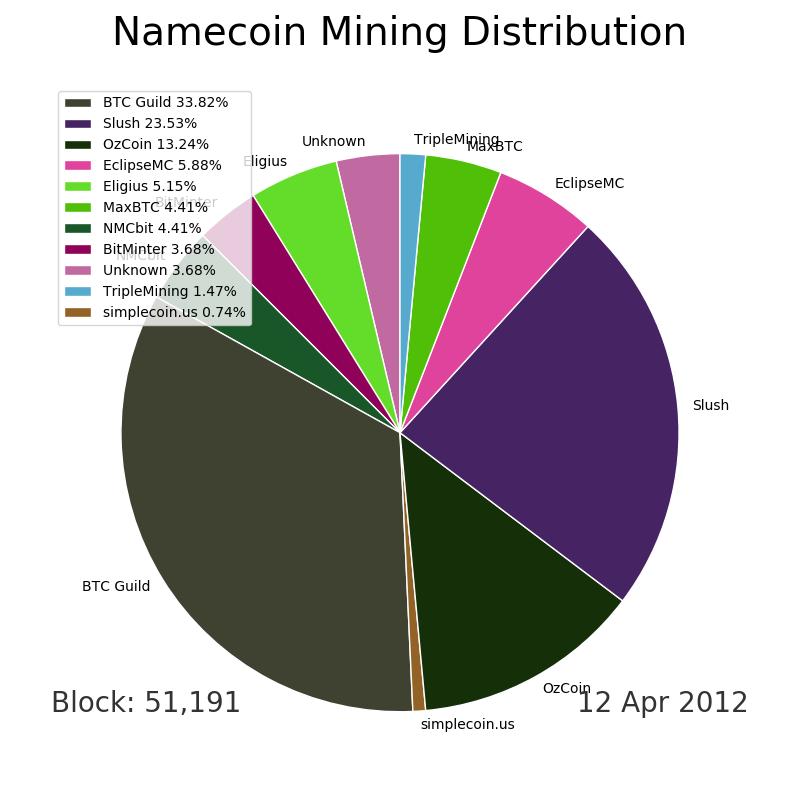 Namecoin Mining Distribution
BTC Guild 33.82%
Slush 23.53%
OzCoin 13.24%
EclipseMC 5.88%
Eligius 5.15%
MaxBTC 4.41%
NMCbit 4.41%
BitMinter 3.68%
Unknown 3.68%
TripleMining 1.47%
simplecoin.us 0.74%
TripleMining
MaxBTC
EclipseMC
Slush
OzCoin
simplecoin.us
BTC Guild
NMCbit
BitMinter
Eligius
Unknown
Block: 51,191
12 Apr 2012